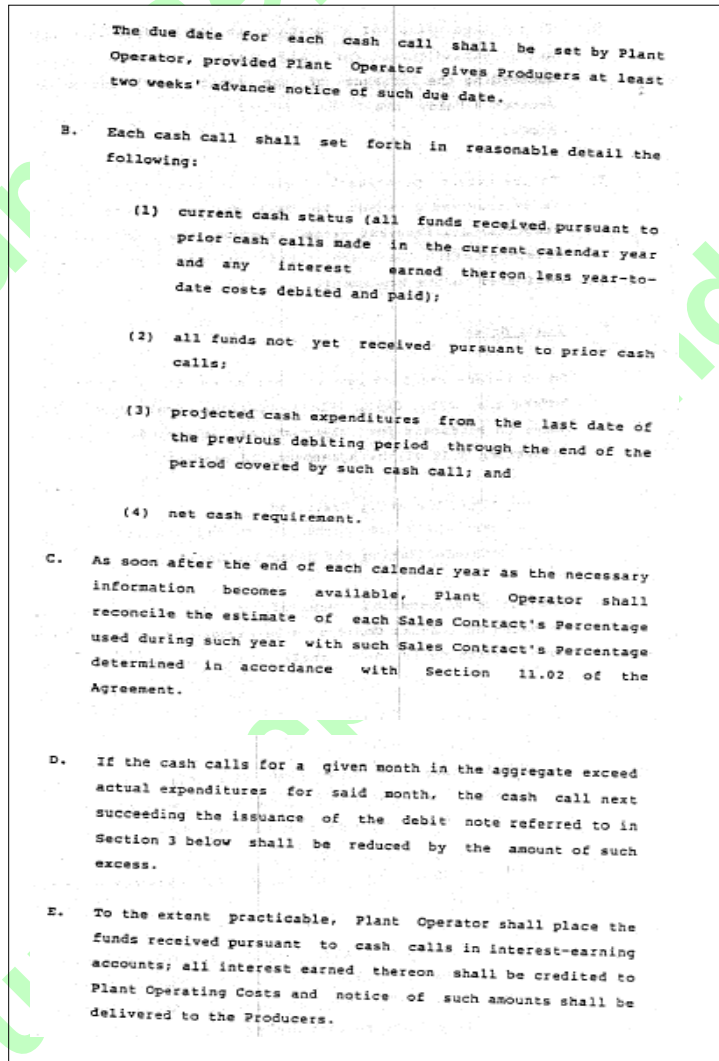 The due date for each cash call shall be set by Plant
Operator, provided Plant Operator gives Producers at least
two weeks' advance notice of such due date.
B. Each cash call shall set forth in reasonable detail the
following:
(1) current cash status (all funds received pursuant to
prior cash calls made in the current calendar year
and any interest earned thereon less year-to-
date costs debited and paid);
(2) all funds not yet received pursuant to prior cash
calls;
(3) projected cash expenditures from the last date of
the previous debiting period through the end of the
period covered by such cash call; and
(4) net cash requirement.
C. As soon after the end of each calendar year as the necessary
information becomes available, Plant Operator shall
reconcile the estimate of each Sales Contract's Percentage
used during such year with such Sales Contract's Percentage
determined in accordance with Section 11.02 of the
Agreement.
D. If the cash calls for a given month in the aggregate exceed
actual expenditures for said month, the cash call next
succeeding the issuance of the debit note referred to in
Section 3 below shall be reduced by the amount of such
excess.
E. To the extent practicable, Plant Operator shall place the
funds received pursuant to cash calls in interest-earning
accounts; all interest earned thereon shall be credited to
Plant Operating Costs and notice of such amounts shall be
delivered to the Producers.